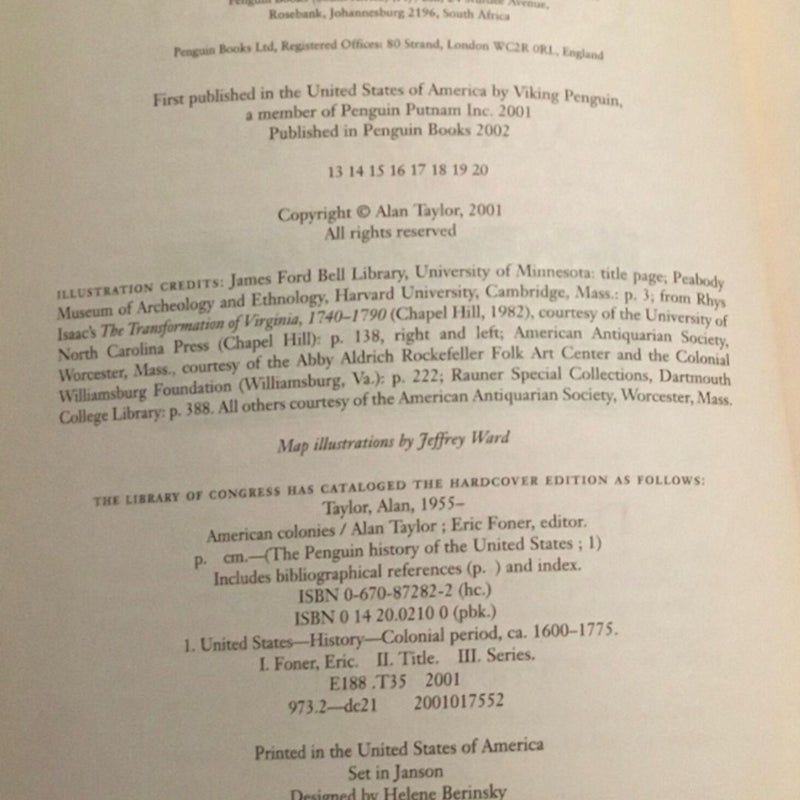 Rosebank, Johannesburg 2196, South Africa
Penguin Books Ltd, Registered Offices: 80 Strand, London WC2R 0RL, England
First published in the United States of America by Viking Penguin,
a member of Penguin Putnam Inc. 2001
Published in Penguin Books 2002
13 14 15 16 17 18 19 20
Copyright © Alan Taylor, 2001
All rights reserved
ILLUSTRATION CREDITS: James Ford Bell Library, University of Minnesota: title page; Peabody
Museum of Archeology and Ethnology, Harvard University, Cambridge, Mass.: p. 3; from Rhys
Isaac's The Transformation of Virginia, 1740–1790 (Chapel Hill, 1982), courtesy of the University of
North Carolina Press (Chapel Hill): p. 138, right and left; American Antiquarian Society,
Worcester, Mass., courtesy of the Abby Aldrich Rockefeller Folk Art Center and the Colonial
Williamsburg Foundation (Williamsburg, Va.): p. 222; Rauner Special Collections, Dartmouth
College Library: p. 388. All others courtesy of the American Antiquarian Society, Worcester, Mass.
Map illustrations by Jeffrey Ward
THE LIBRARY OF CONGRESS HAS CATALOGED THE HARDCOVER EDITION AS FOLLOWS:
Taylor, Alan, 1955–
American colonies / Alan Taylor ; Eric Foner, editor.
p. cm.—(The Penguin history of the United States ; 1)
Includes bibliographical references (p. ) and index.
ISBN 0-670-87282-2 (hc.)
ISBN 0 14 20.0210 0 (pbk.)
1. United States—History—Colonial period, ca. 1600–1775.
I. Foner, Eric. II. Title. III. Series.
E188 .T35 2001
973.2—dc21 2001017552
Printed in the United States of America
Set in Janson
Designed by Helene Berinsky